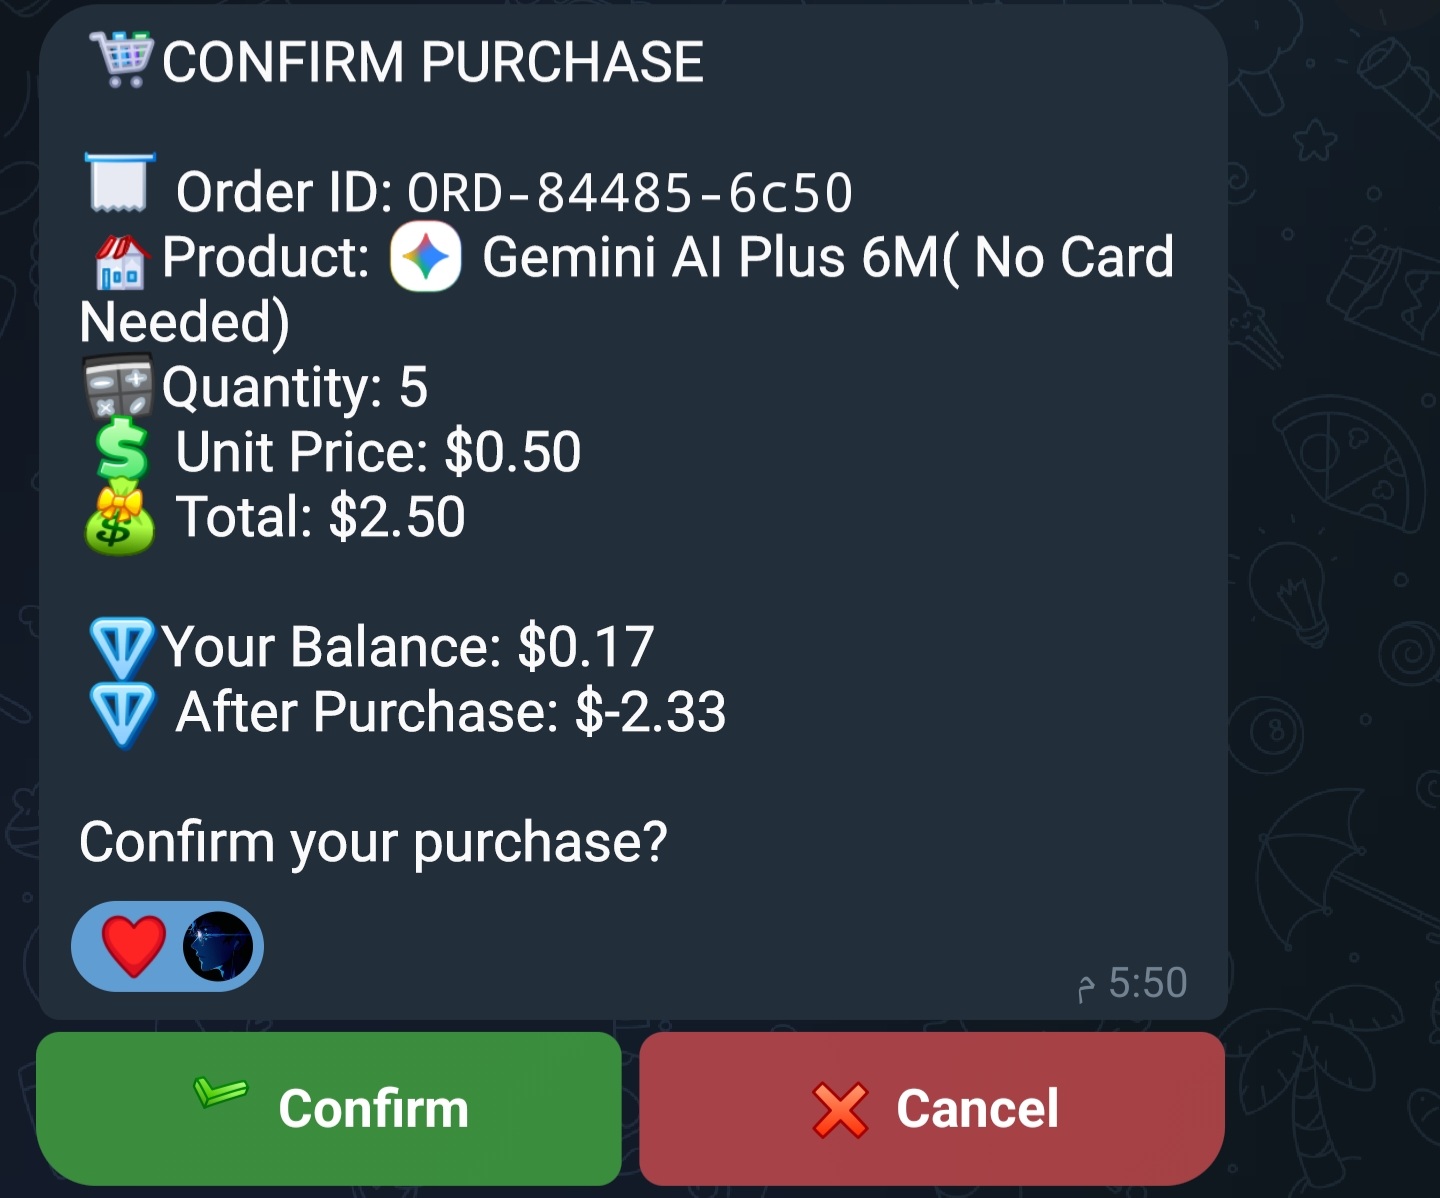 CONFIRM PURCHASE
Order ID: ORD-84485-6c50
Product: Gemini AI Plus 6M( No Card
Needed)
Quantity: 5
Unit Price: $0.50
Total: $2.50
Your Balance: $0.17
After Purchase: $-2.33
Confirm your purchase?
5:50 م
Confirm
Cancel